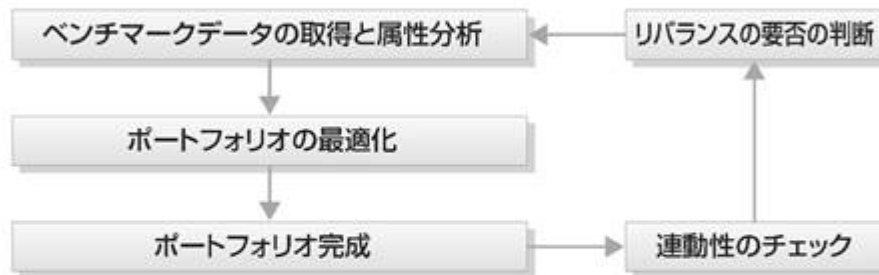 ベンチマークデータの取得と属性分析
リバランスの要否の判断
ポートフォリオの最適化
ポートフォリオ完成
連動性のチェック